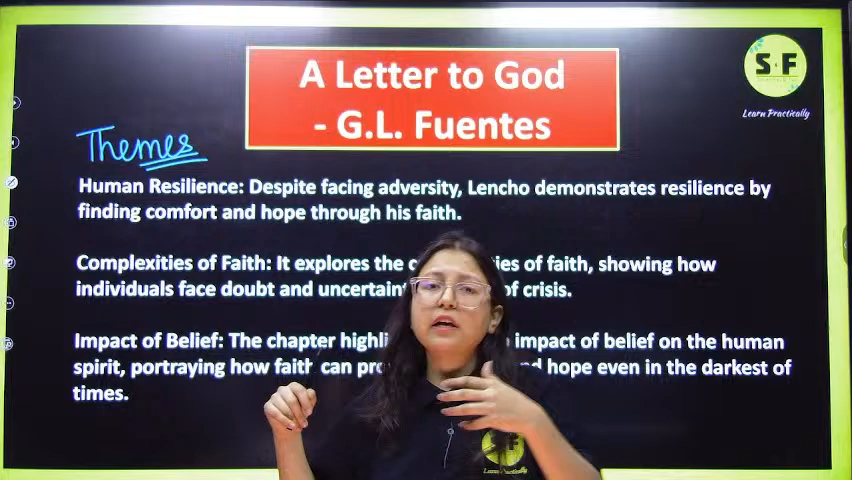 A Letter to God
- G.L. Fuentes
S F
Learn Practically
Themes
Human Resilience: Despite facing adversity, Lencho demonstrates resilience by
finding comfort and hope through his faith.
Complexities of Faith: It explores the of faith, showing how
individuals face doubt and of crisis.
Impact of Belief: The chapter impact of belief on the human
spirit, portraying how faith can hope even in the darkest of
times.
S F
Learn Practically